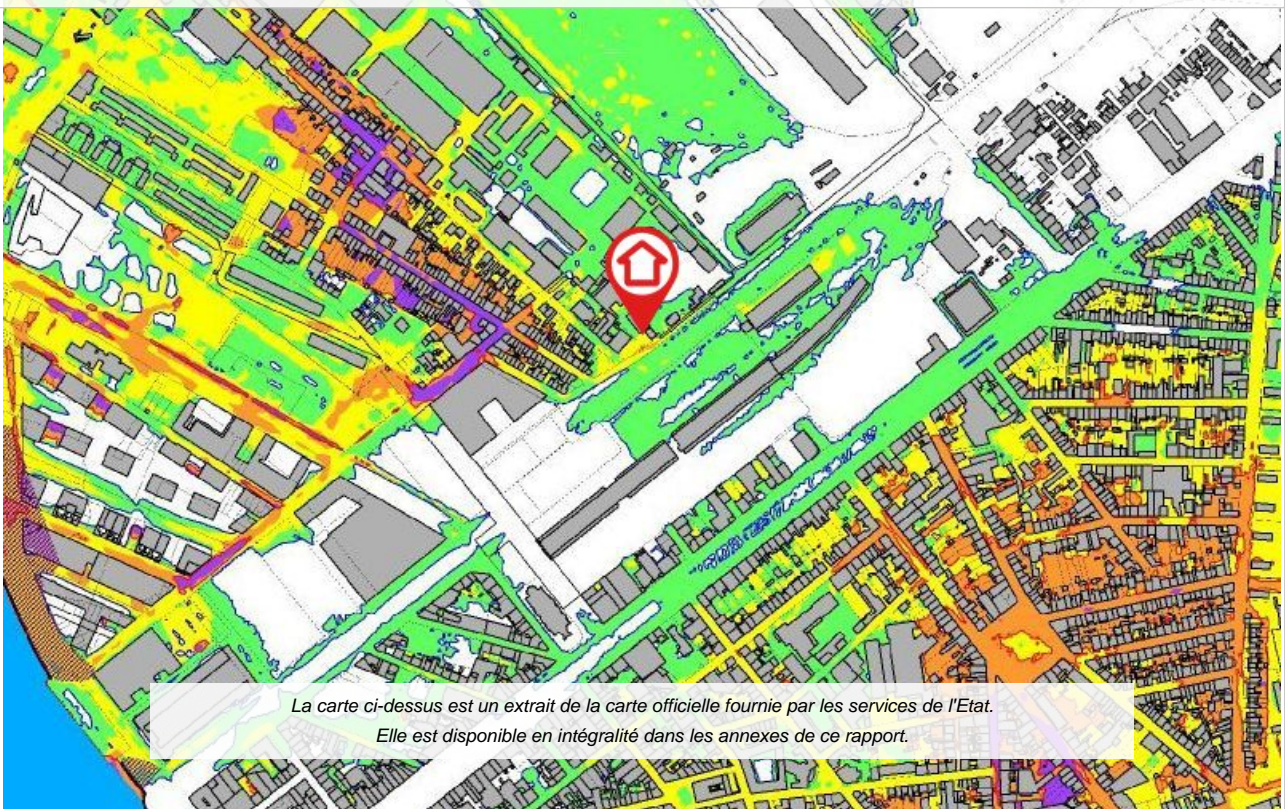 La carte ci-dessus est un extrait de la carte officielle fournie par les services de l'Etat.
Elle est disponible en intégralité dans les annexes de ce rapport.